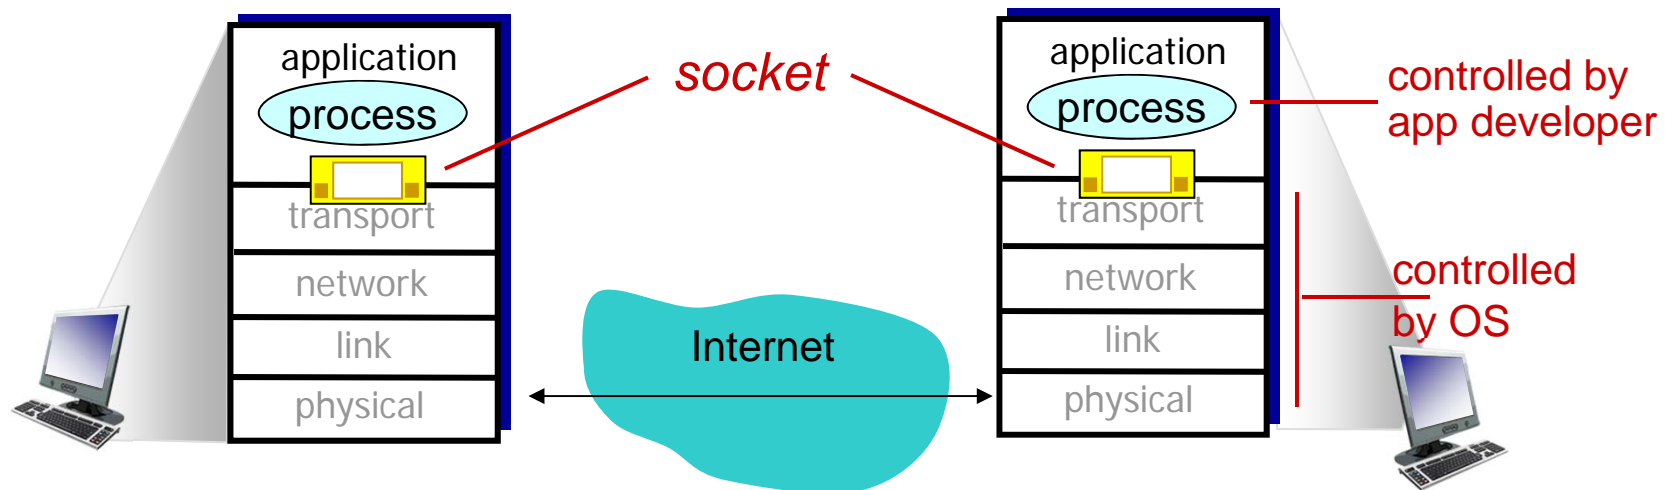 application
process
transport
network
link
physical
socket
Internet
application
process
transport
network
link
physical
controlled by
app developer
controlled
by OS